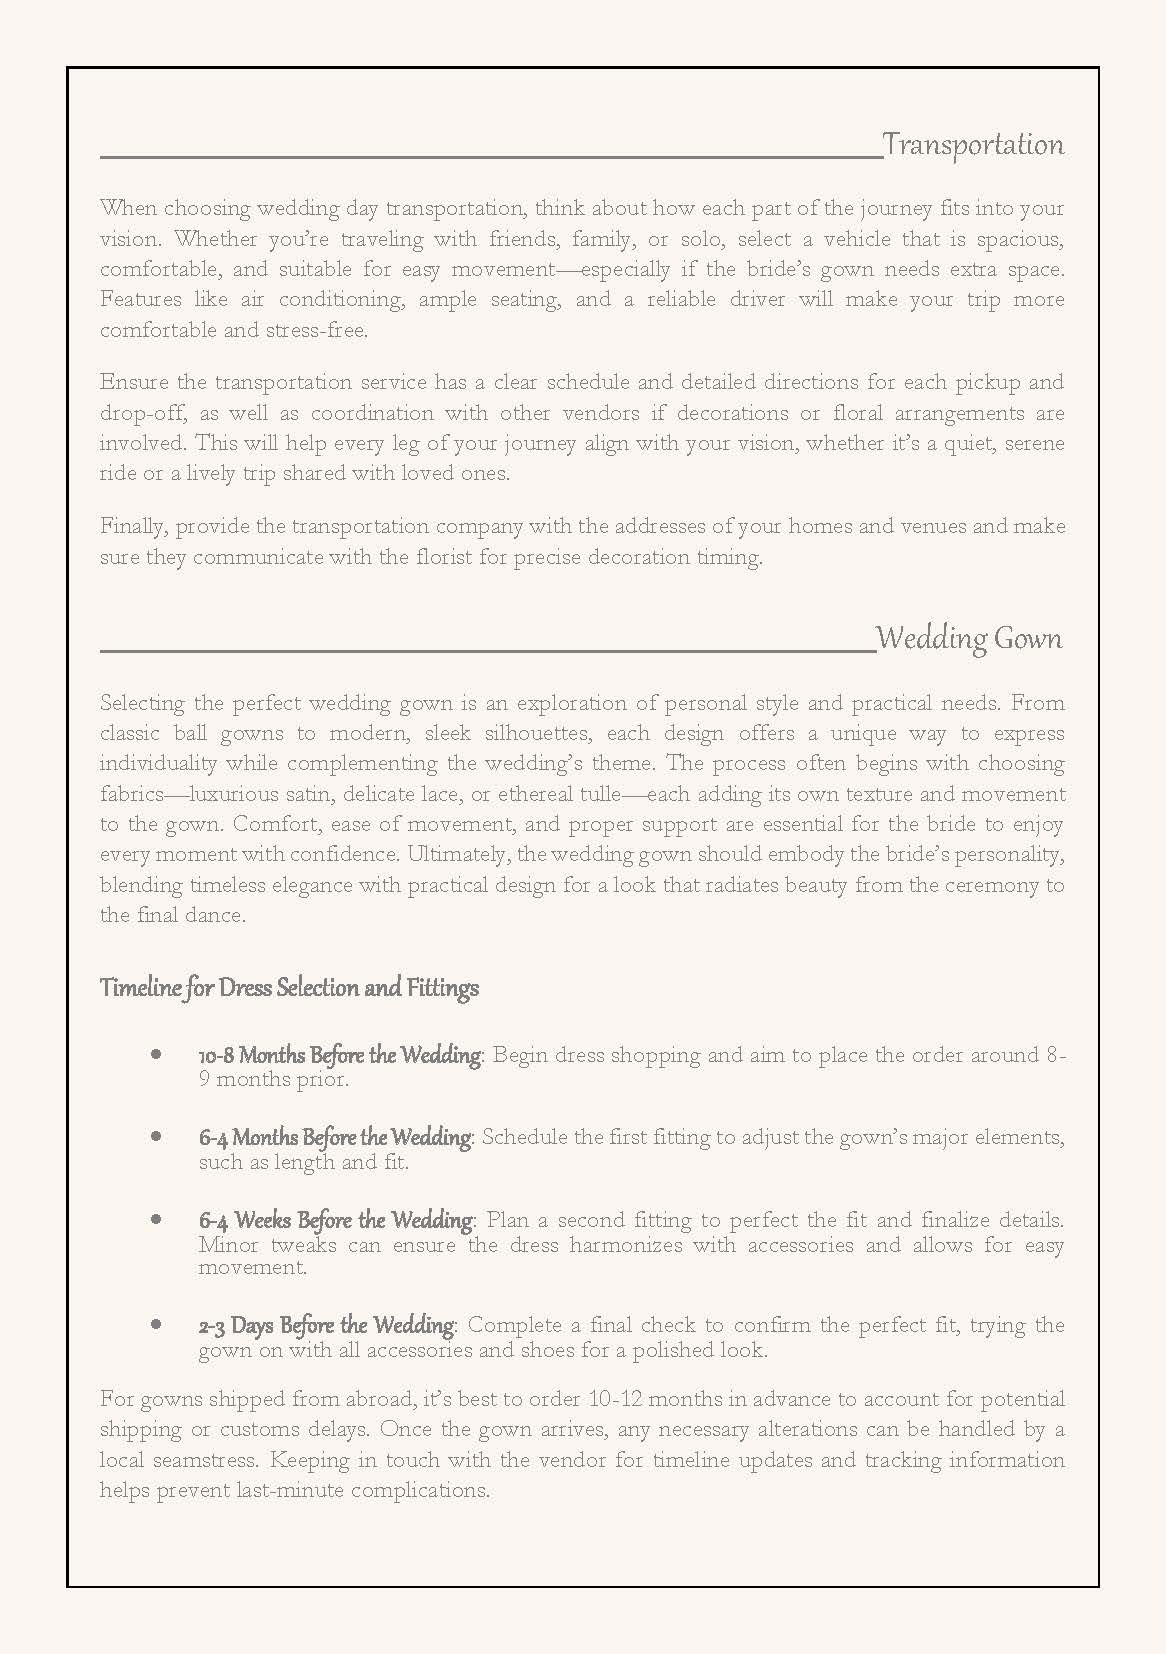 Transportation
When choosing wedding day transportation, think about how each part of the journey fits into your
vision. Whether you’re traveling with friends, family, or solo, select a vehicle that is spacious,
comfortable, and suitable for easy movement—especially if the bride’s gown needs extra space.
Features like air conditioning, ample seating, and a reliable driver will make your trip more
comfortable and stress-free.
Ensure the transportation service has a clear schedule and detailed directions for each pickup and
drop-off, as well as coordination with other vendors if decorations or floral arrangements are
involved. This will help every leg of your journey align with your vision, whether it’s a quiet, serene
ride or a lively trip shared with loved ones.
Finally, provide the transportation company with the addresses of your homes and venues and make
sure they communicate with the florist for precise decoration timing.
Wedding Gown
Selecting the perfect wedding gown is an exploration of personal style and practical needs. From
classic ball gowns to modern, sleek silhouettes, each design offers a unique way to express
individuality while complementing the wedding’s theme. The process often begins with choosing
fabrics—luxurious satin, delicate lace, or ethereal tulle—each adding its own texture and movement
to the gown. Comfort, ease of movement, and proper support are essential for the bride to enjoy
every moment with confidence. Ultimately, the wedding gown should embody the bride’s personality,
blending timeless elegance with practical design for a look that radiates beauty from the ceremony to
the final dance.
Timeline for Dress Selection and Fittings
• 10-8 Months Before the Wedding: Begin dress shopping and aim to place the order around 8-
9 months prior.
• 6-4 Months Before the Wedding: Schedule the first fitting to adjust the gown’s major elements,
such as length and fit.
• 6-4 Weeks Before the Wedding: Plan a second fitting to perfect the fit and finalize details.
Minor tweaks can ensure the dress harmonizes with accessories and allows for easy
movement.
• 2-3 Days Before the Wedding: Complete a final check to confirm the perfect fit, trying the
gown on with all accessories and shoes for a polished look.
For gowns shipped from abroad, it’s best to order 10-12 months in advance to account for potential
shipping or customs delays. Once the gown arrives, any necessary alterations can be handled by a
local seamstress. Keeping in touch with the vendor for timeline updates and tracking information
helps prevent last-minute complications.